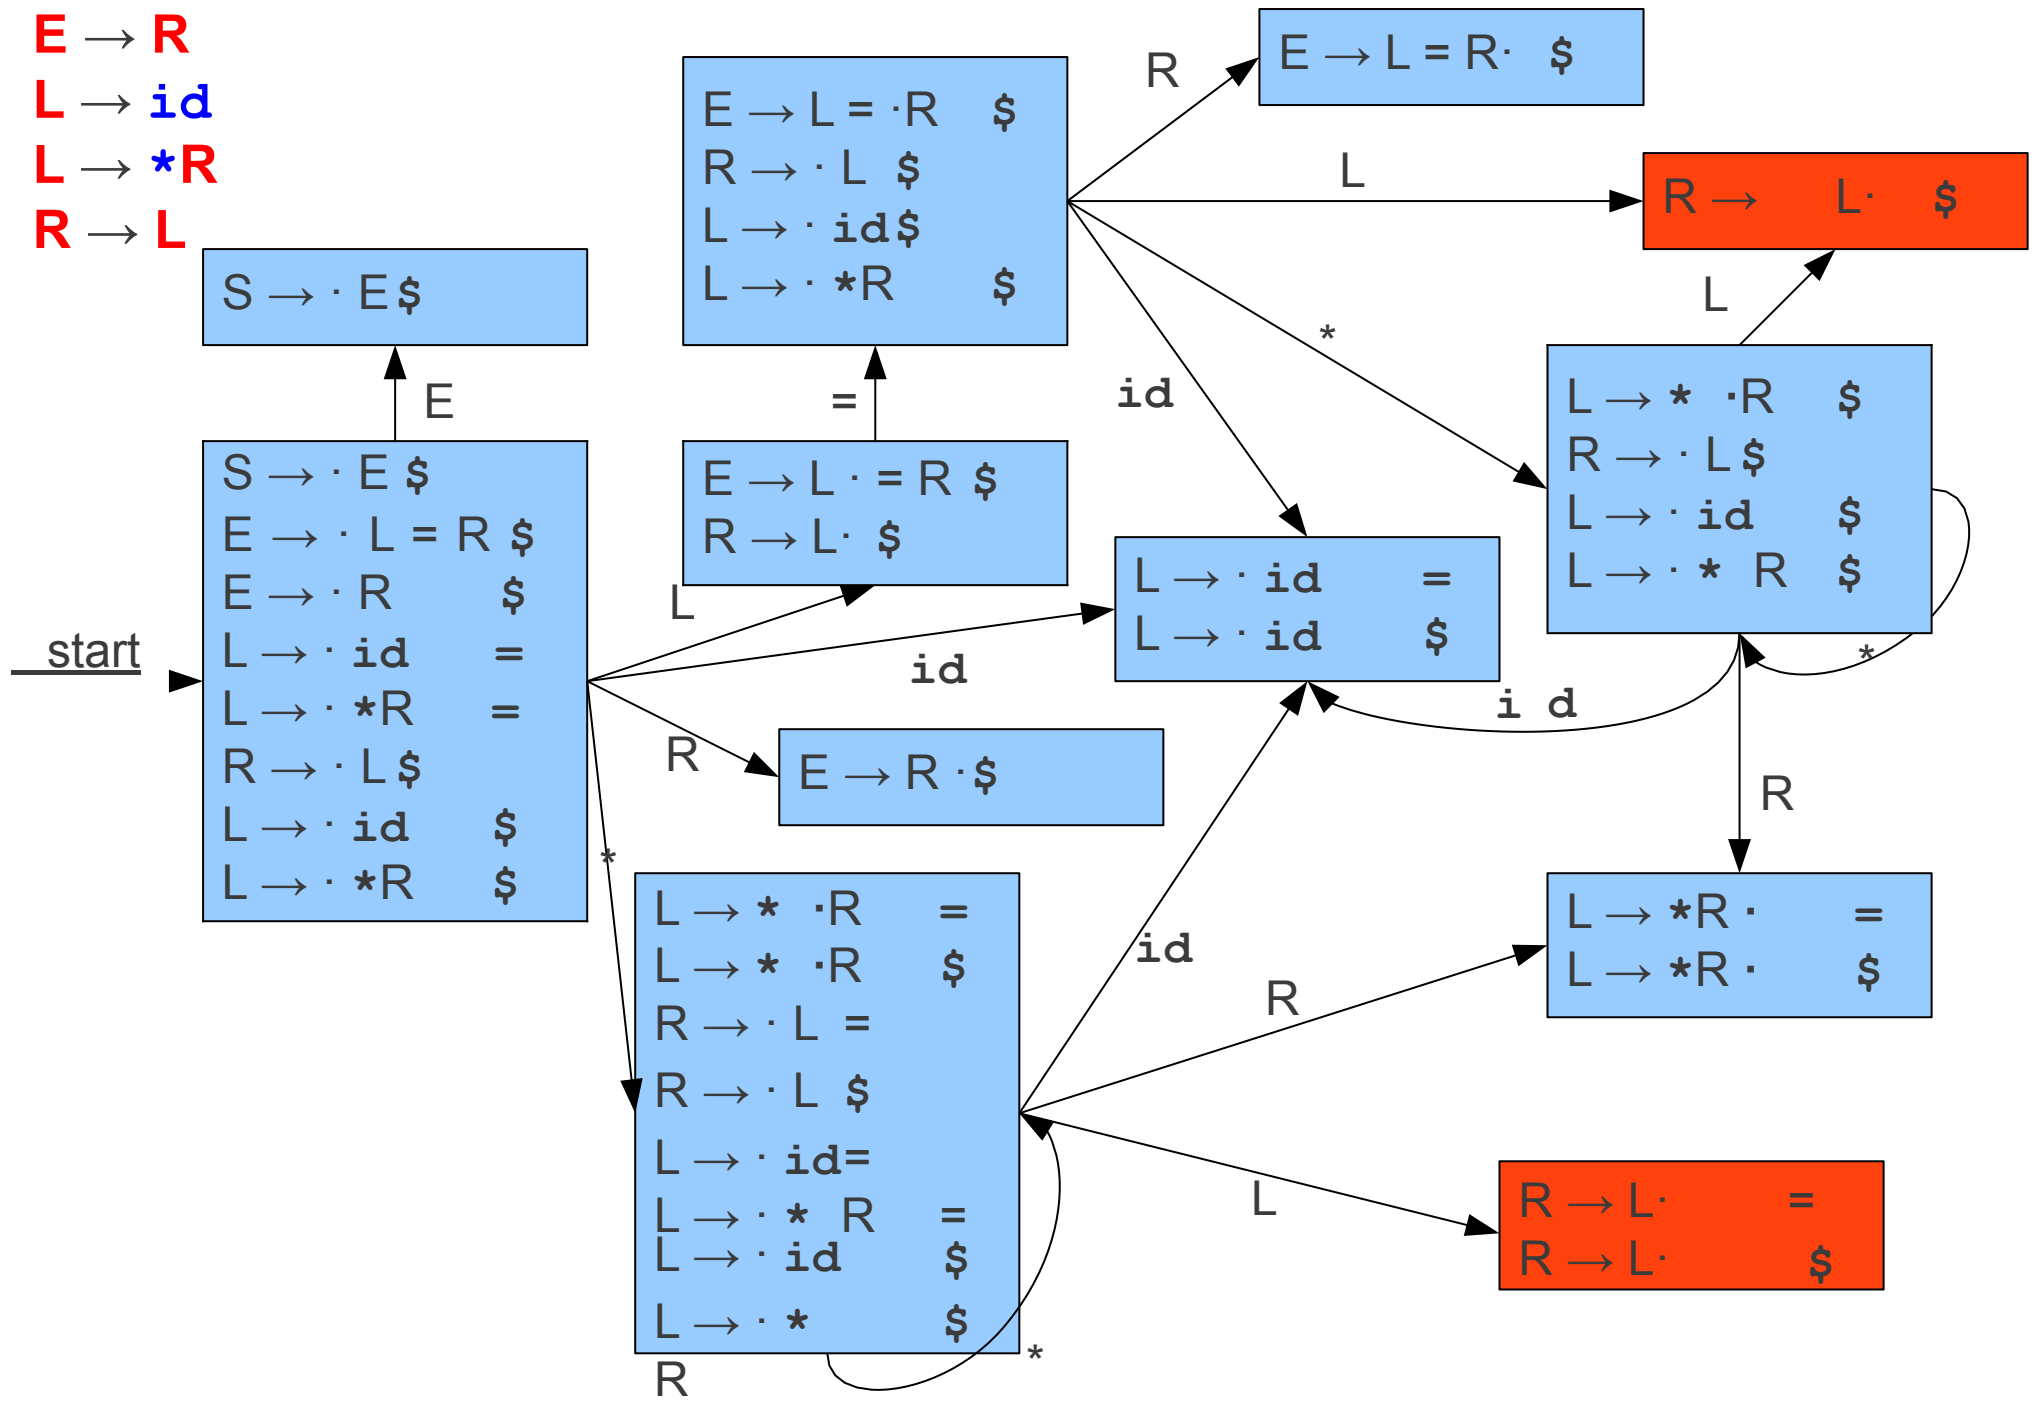 E → R
L → id
L → *R
R → L
S → · E $
E
start
S → · E $
E → · L = R $
E → · R $
L → · id =
L → · *R =
R → · L $
L → · id $
L → · *R $
E → L = ·R $
R → · L $
L → · id $
L → · *R $
=
E → L · = R $
R → L· $
L
id
R
*
E → R · $
R
E → L = R· $
L
R → L· $
L
*
id
L → · id =
L → · id $
L → * ·R $
R → · L $
L → · id $
L → · * R $
*
i d
R
L → *R · =
L → *R · $
L → * ·R =
L → * ·R $
R → · L =
R → · L $
L → · id =
L → · * R =
L → · id $
L → · * $
R
*
id
R
L
R → L· =
R → L· $